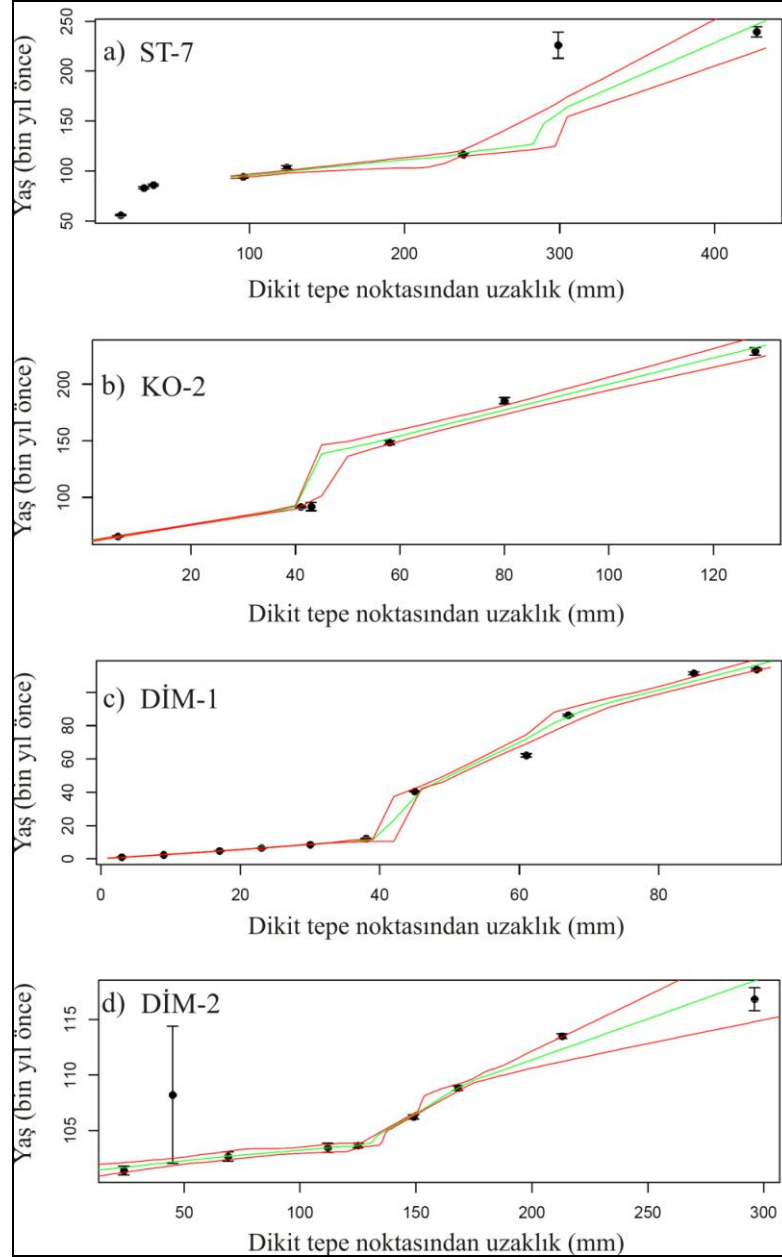 a) ST-7
Yaş (bin yıl önce)
50 100 150 200 250
100 200 300 400
Dikit tepe noktasından uzaklık (mm)
b) KO-2
Yaş (bin yıl önce)
100 150 200
20 40 60 80 100 120
Dikit tepe noktasından uzaklık (mm)
c) DİM-1
Yaş (bin yıl önce)
0 20 40 60 80
0 20 40 60 80
Dikit tepe noktasından uzaklık (mm)
d) DİM-2
Yaş (bin yıl önce)
105 110 115
50 100 150 200 250 300
Dikit tepe noktasından uzaklık (mm)